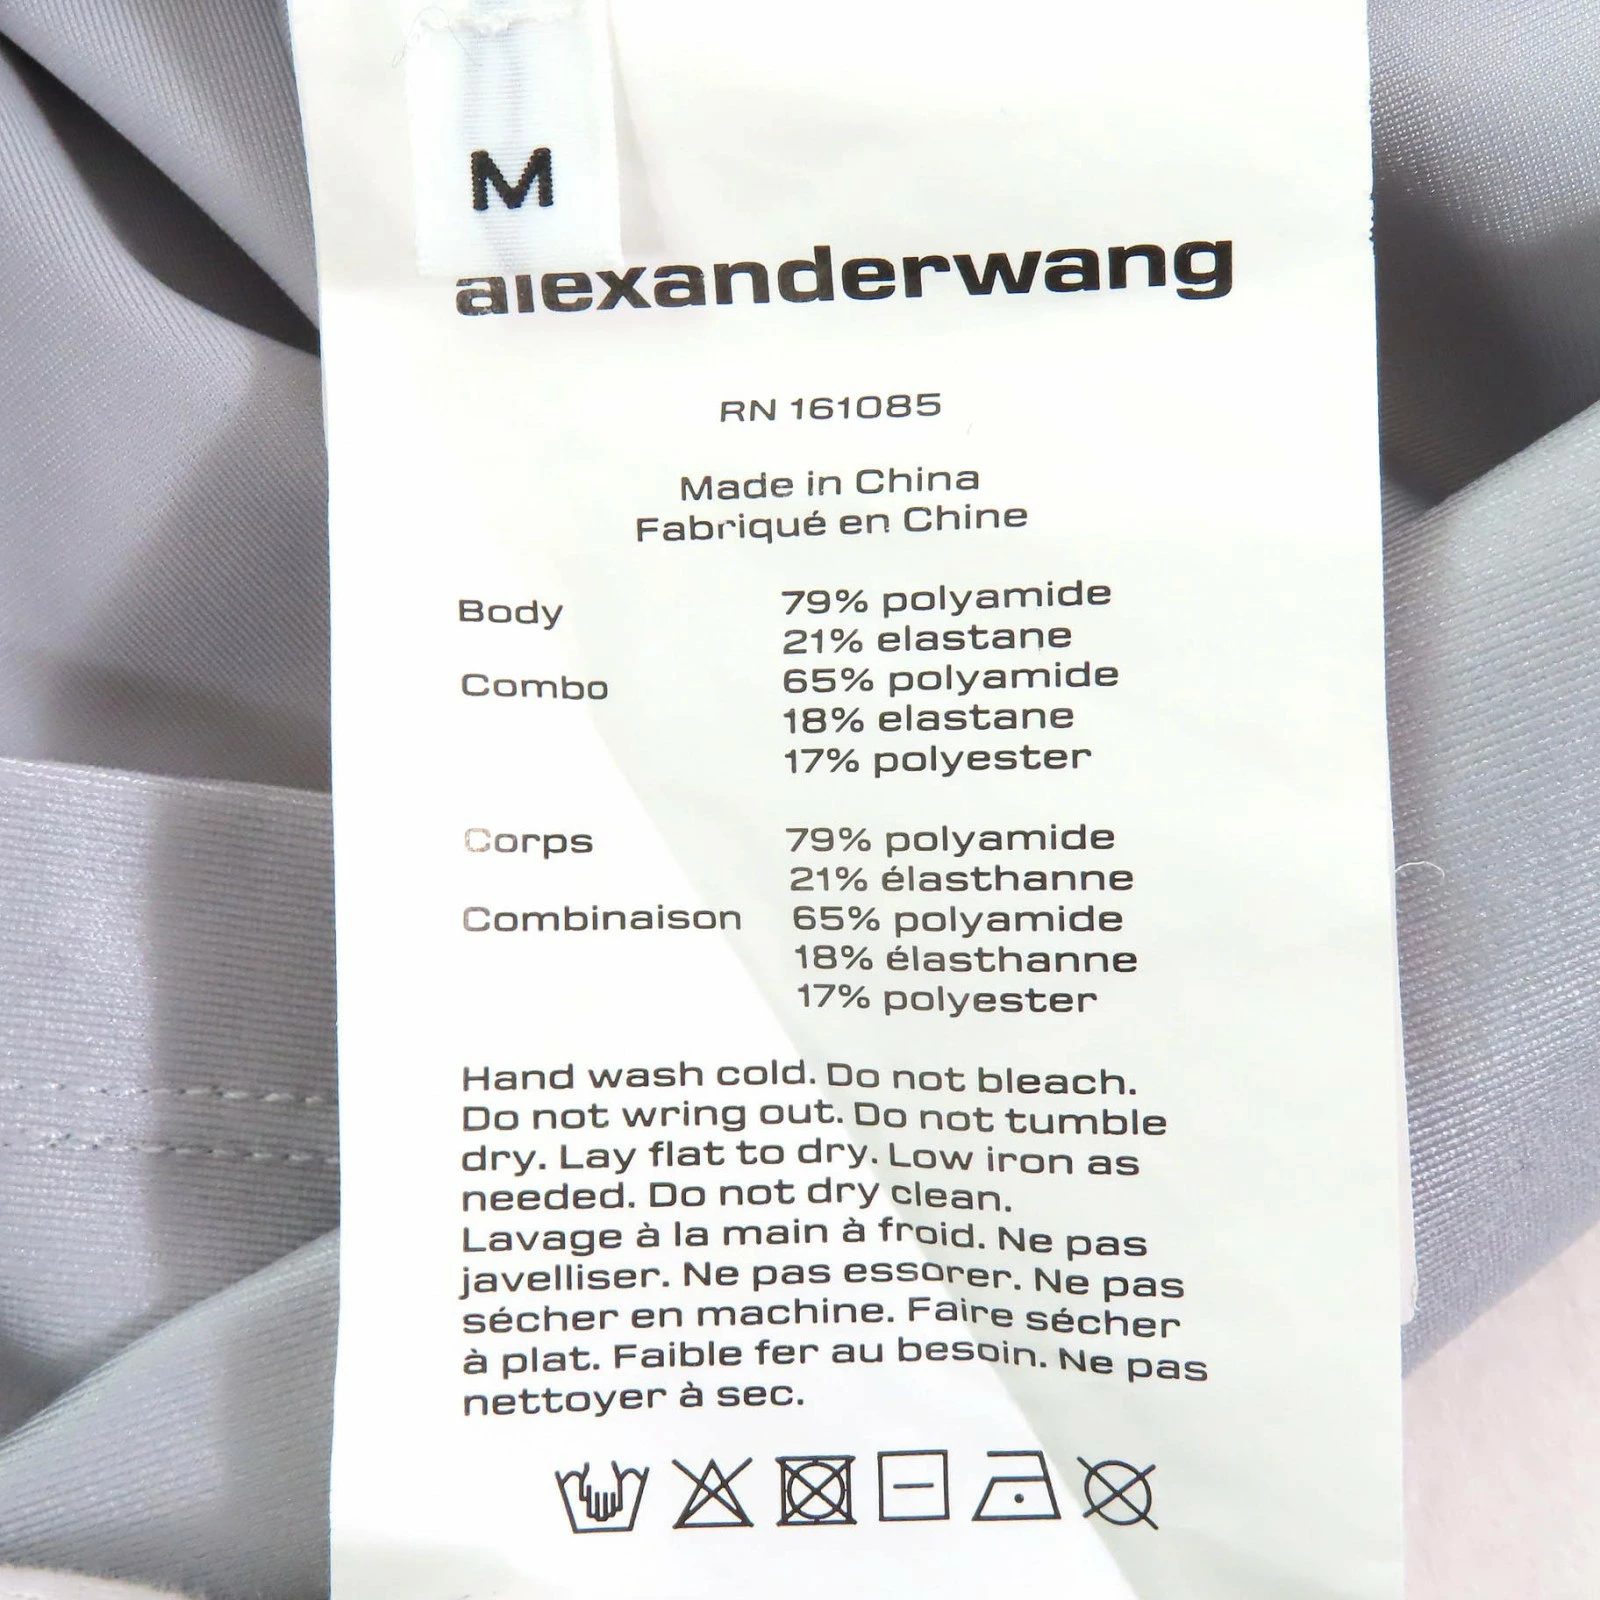 M
alexanderwang
RN 161085
Made in China
Fabriqué en Chine
Body 79% polyamide
21% elastane
Combo 65% polyamide
18% elastane
17% polyester
Corps 79% polyamide
21% élasthanne
Combinaison 65% polyamide
18% élasthanne
17% polyester
Hand wash cold. Do not bleach.
Do not wring out. Do not tumble
dry. Lay flat to dry. Low iron as
needed. Do not dry clean.
Lavage à la main à froid. Ne pas
javelliser. Ne pas essorer. Ne pas
sécher en machine. Faire sécher
à plat. Faible fer au besoin. Ne pas
nettoyer à sec.